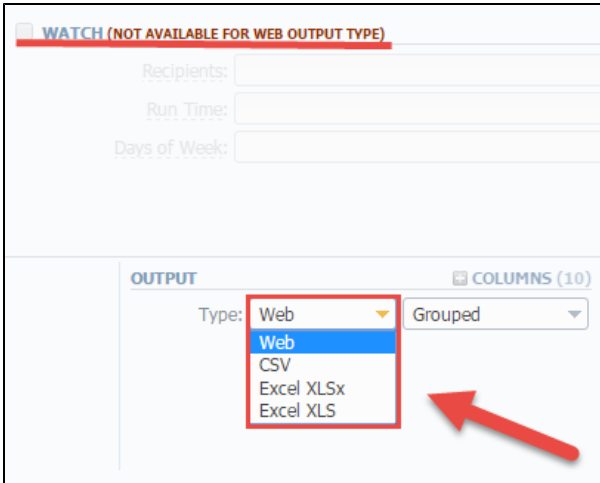 WATCH (NOT AVAILABLE FOR WEB OUTPUT TYPE)
Recipients:
Run Time:
Days of Week:
OUTPUT
COLUMNS (10)
Type: Web Grouped
Web
CSV
Excel XLSx
Excel XLS